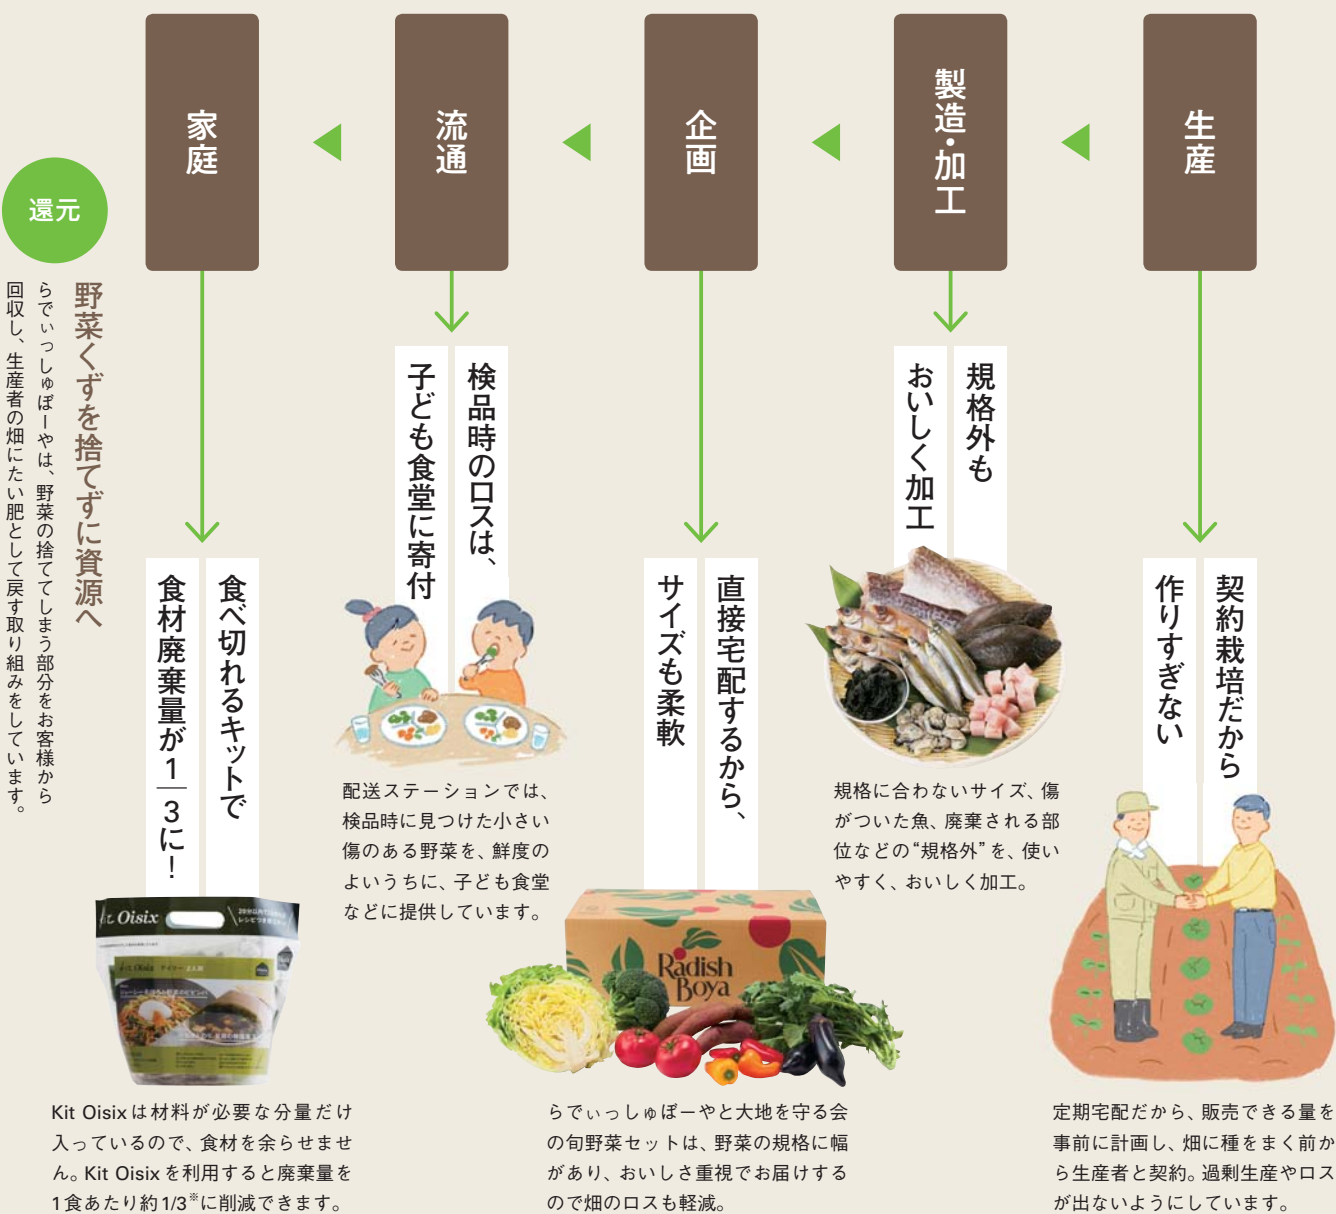 生産
製造・加工
企画
流通
家庭
契約栽培だから
作りすぎない
定期宅配だから、販売できる量を
事前に計画し、畑に種をまく前か
ら生産者と契約。過剰生産やロス
が出ないようにしています。
規格外も
おいしく加工
規格に合わないサイズ、傷
がついた魚、廃棄される部
位などの“規格外”を、使い
やすく、おいしく加工。
直接宅配するから、
サイズも柔軟
Radish
Boya
らでぃっしゅぼーやと大地を守る会
の旬野菜セットは、野菜の規格に幅
があり、おいしさ重視でお届けする
ので畑のロスも軽減。
検品時のロスは、
子ども食堂に寄付
配送ステーションでは、
検品時に見つけた小さい
傷のある野菜を、鮮度の
よいうちに、子ども食堂
などに提供しています。
食べ切れるキットで
食材廃棄量が1/3に!
Kit Oisix
Kit Oisixは材料が必要な分量だけ
入っているので、食材を余らせませ
ん。Kit Oisixを利用すると廃棄量を
1食あたり約1/3※に削減できます。
還元
野菜くずを捨てずに資源へ
らでぃっしゅぼーやは、野菜の捨ててしまう部分をお客様から
回収し、生産者の畑にたい肥として戻す取り組みをしています。